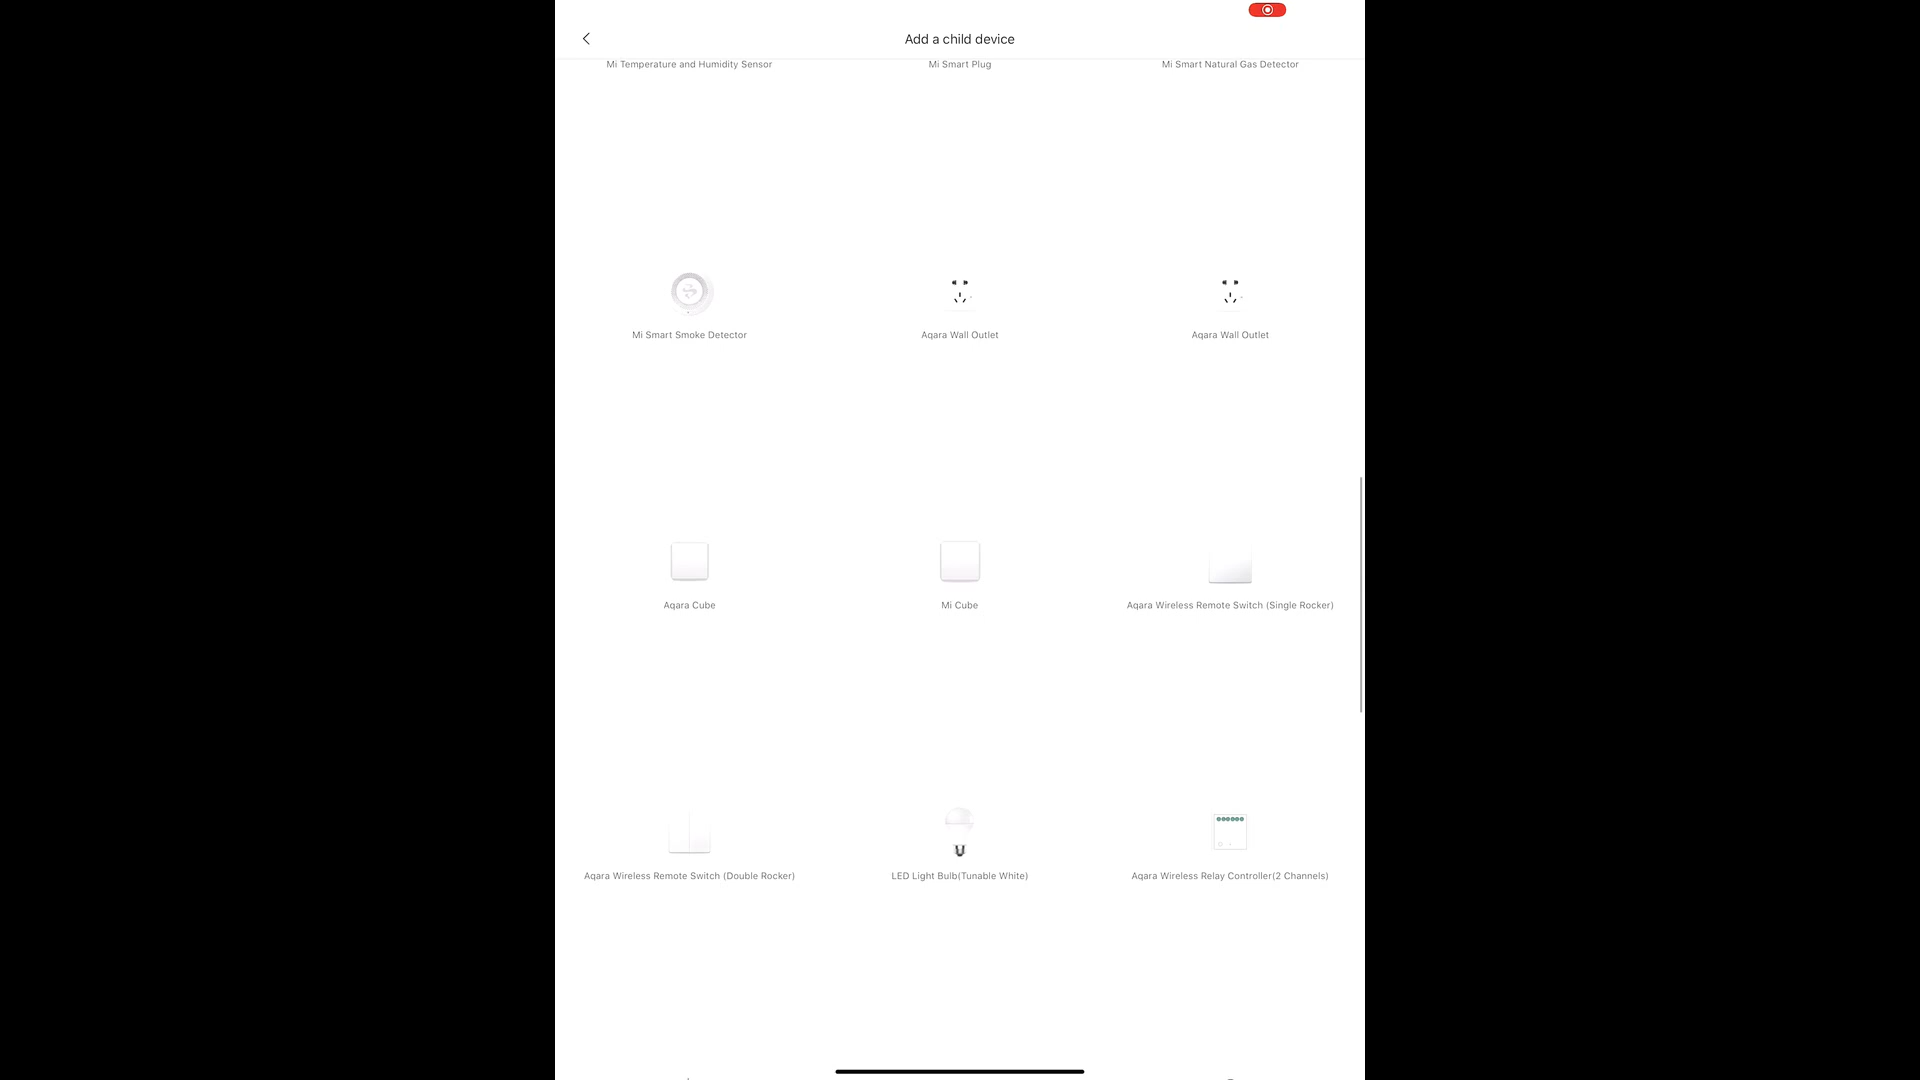 Add a child device
Mi Temperature and Humidity Sensor
Mi Smart Plug
Mi Smart Natural Gas Detector
Mi Smart Smoke Detector
Aqara Wall Outlet
Aqara Wall Outlet
Aqara Cube
Mi Cube
Aqara Wireless Remote Switch (Single Rocker)
Aqara Wireless Remote Switch (Double Rocker)
LED Light Bulb(Tunable White)
Aqara Wireless Relay Controller(2 Channels)